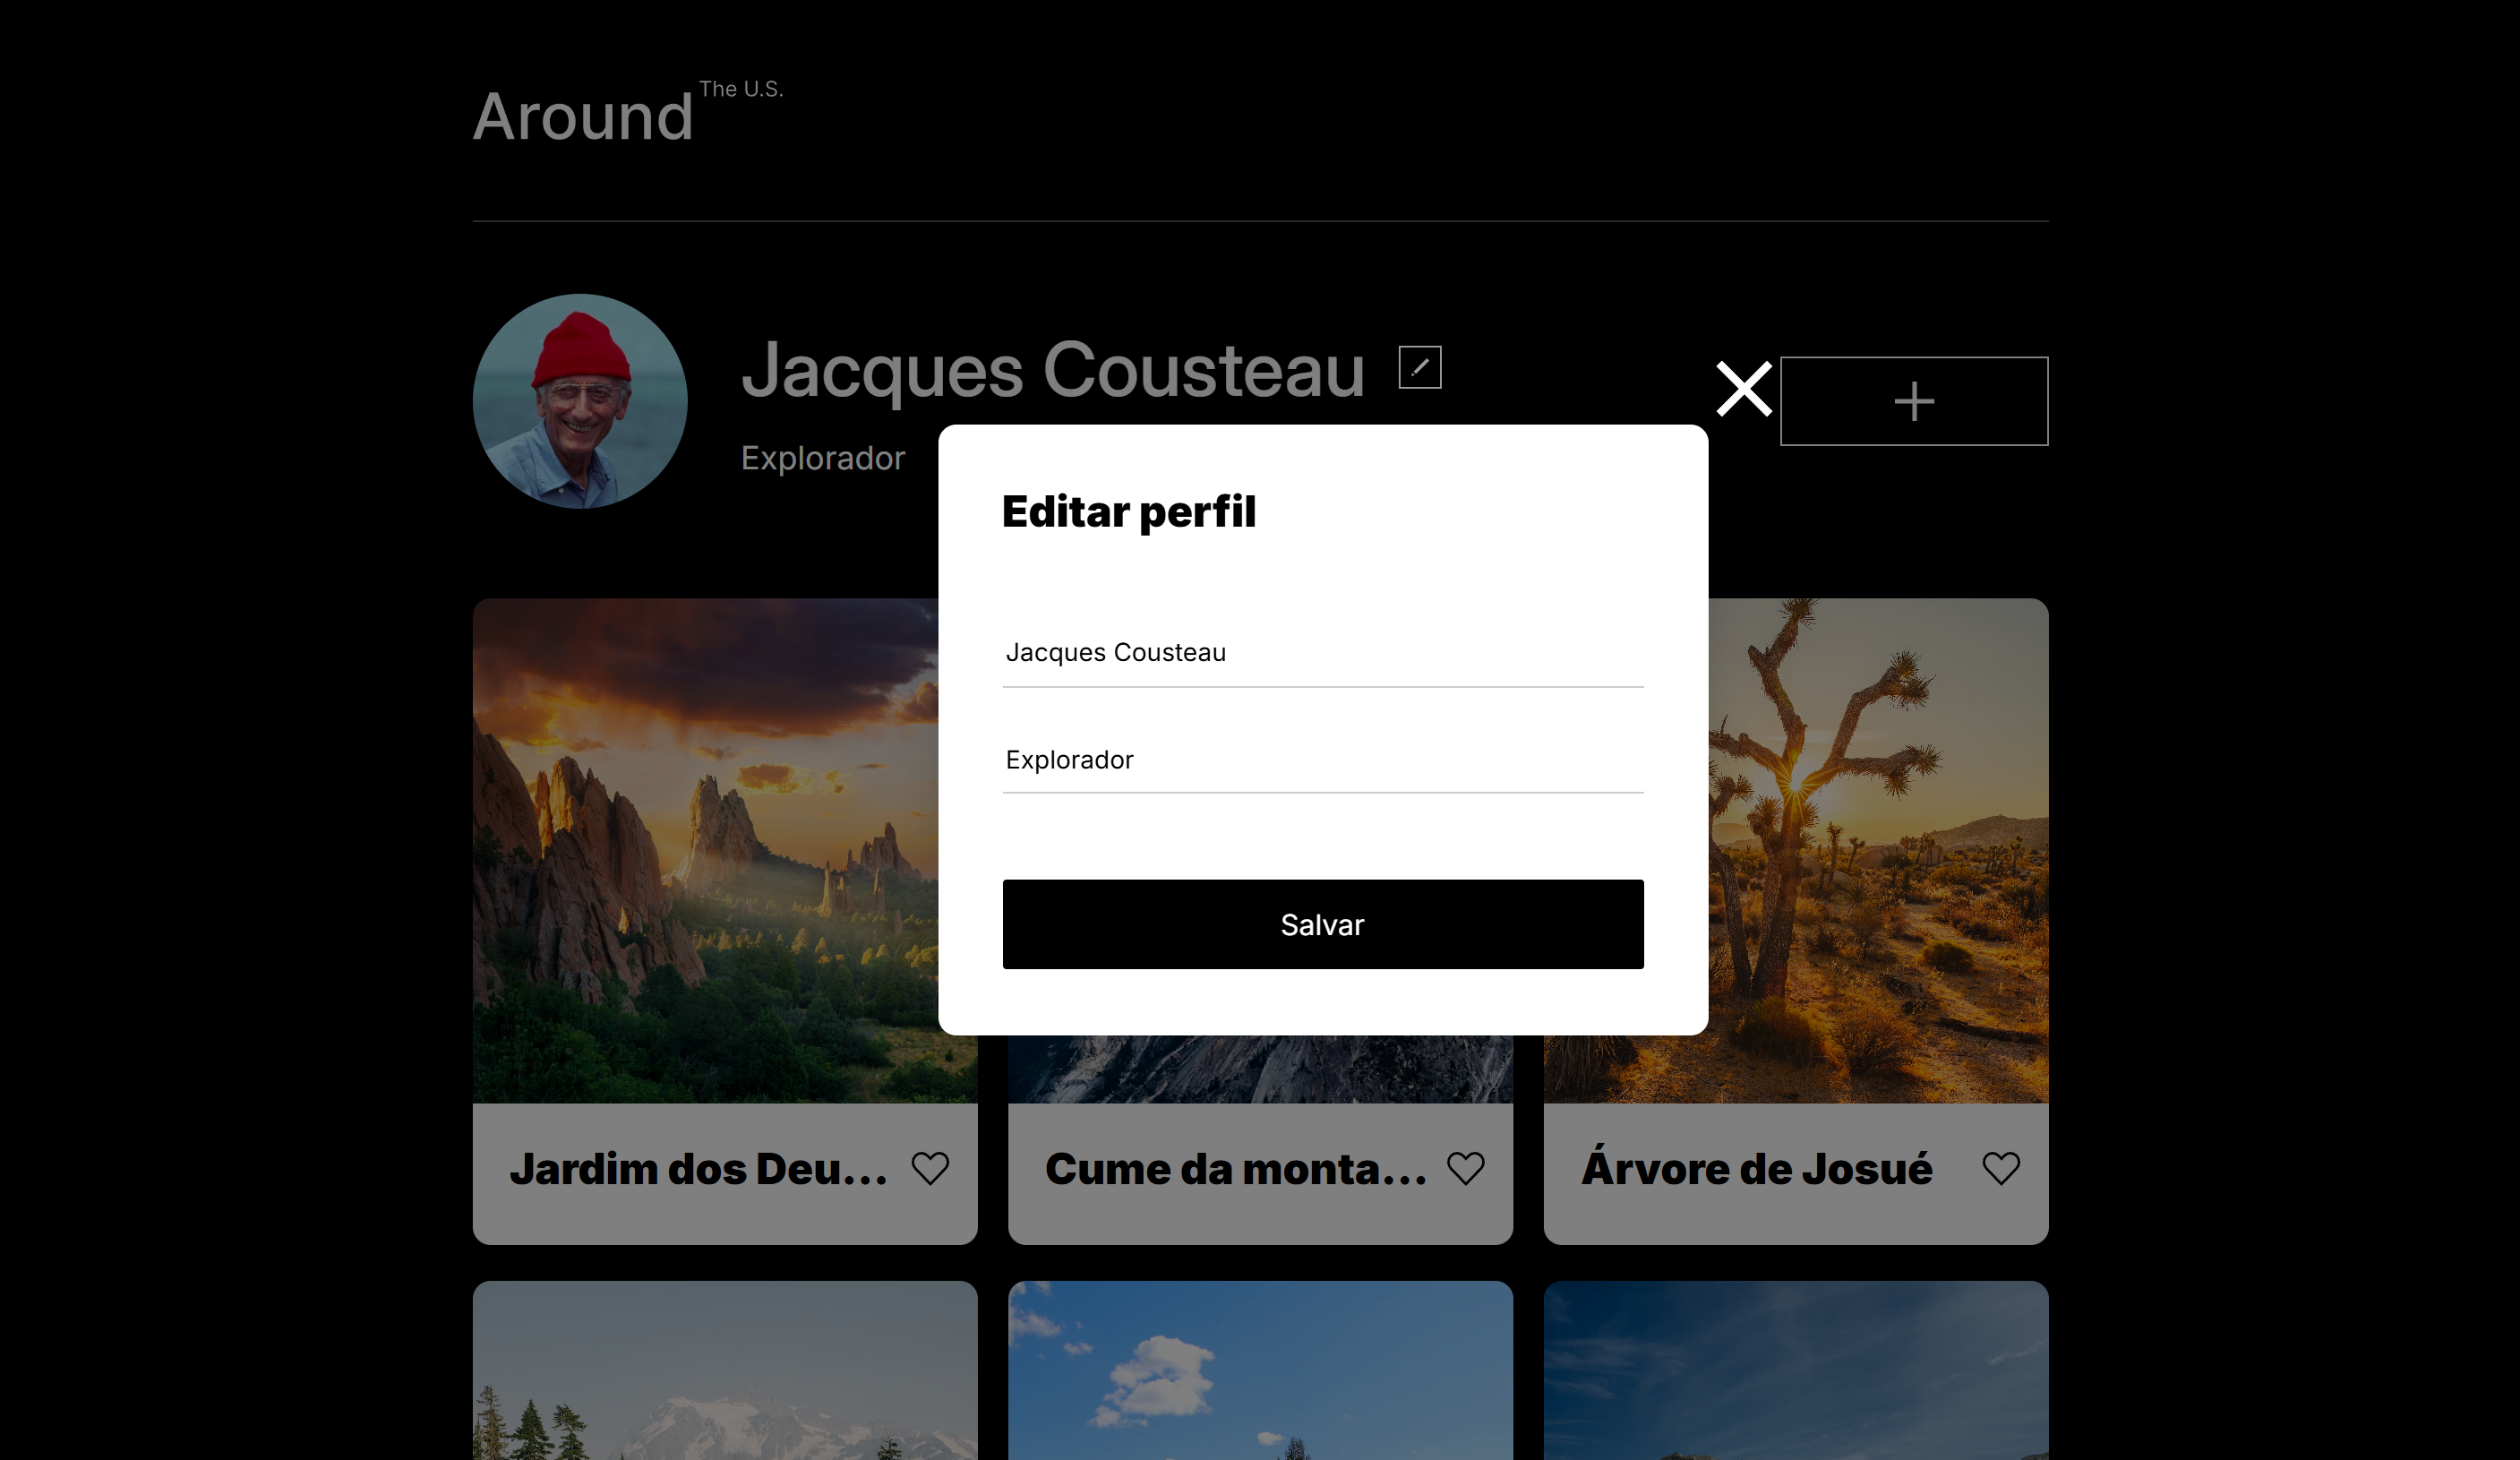 Around The U.S.
Jacques Cousteau
Explorador
Editar perfil
Jacques Cousteau
Explorador
Salvar
Jardim dos Deu...
Cume da monta...
Árvore de Josué